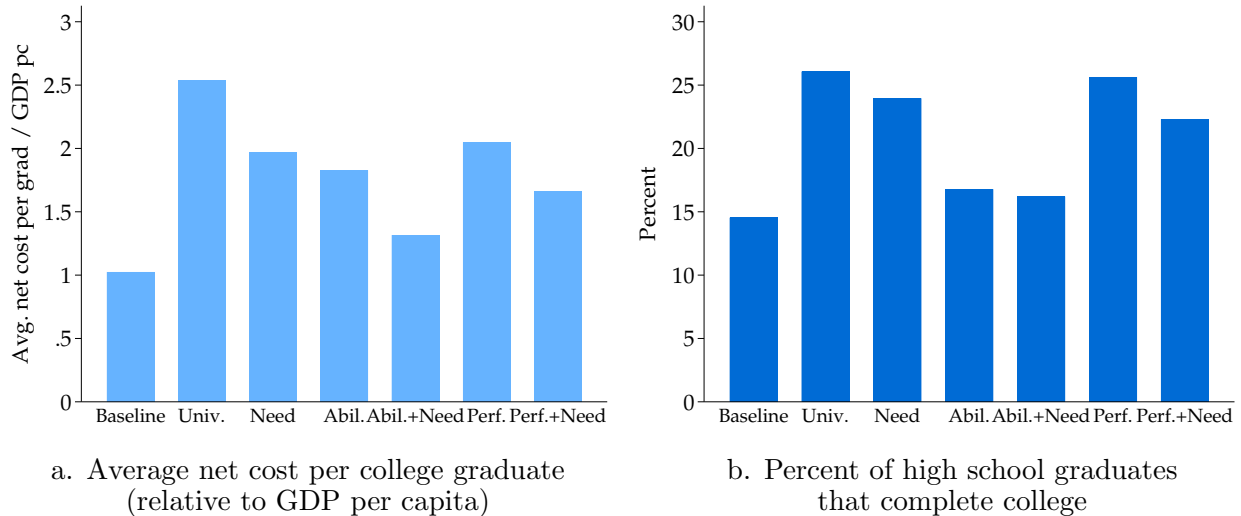 Avg. net cost per grad / GDP pc
3
2.5
2
1.5
1
.5
0
Baseline Univ. Need Abil. Abil.+Need Perf. Perf.+Need
a. Average net cost per college graduate
(relative to GDP per capita)
Percent
30
25
20
15
10
5
0
Baseline Univ. Need Abil. Abil.+Need Perf. Perf.+Need
b. Percent of high school graduates
that complete college